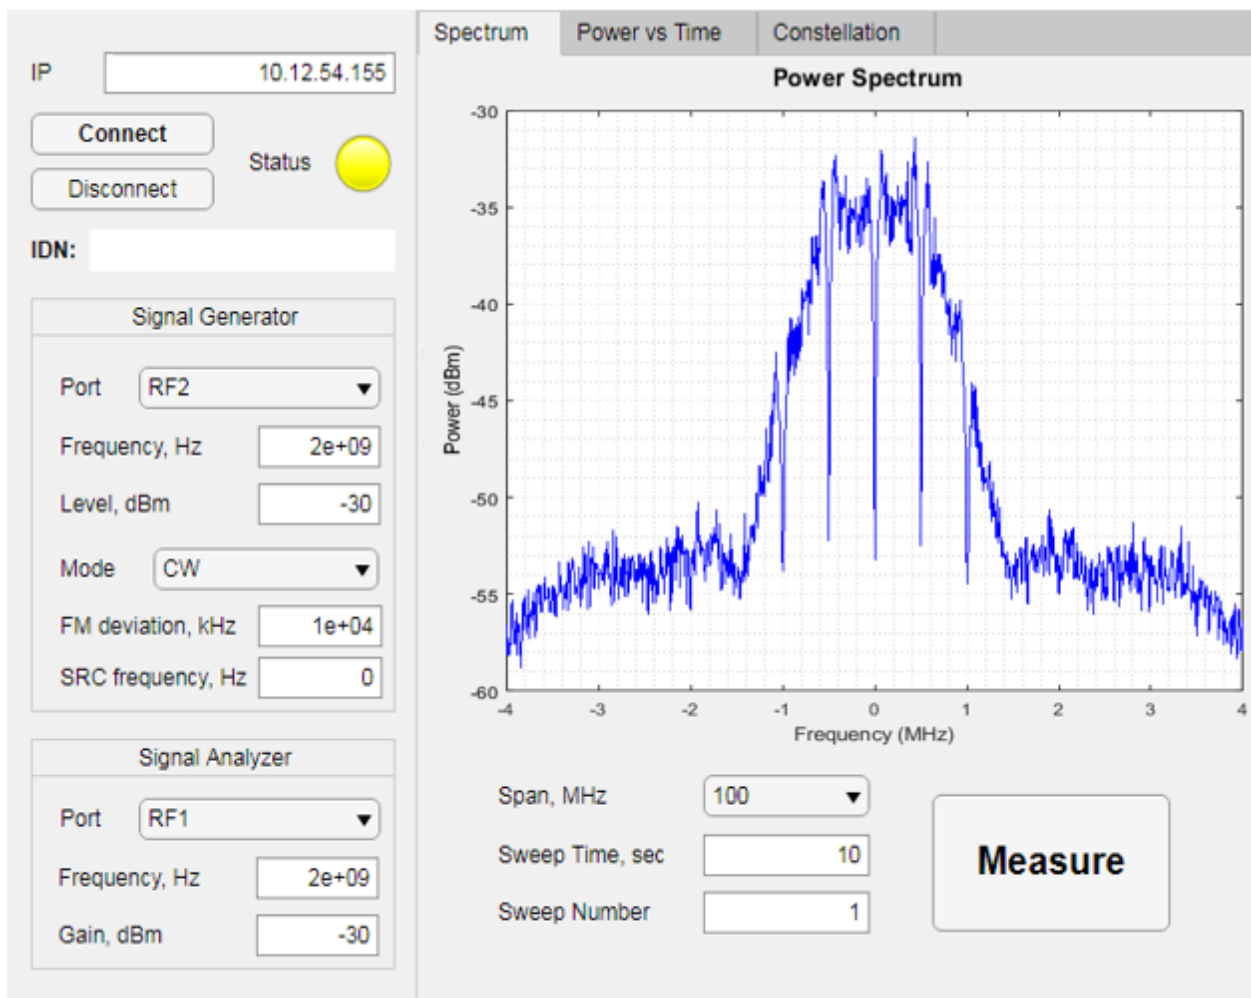 IP 10.12.54.155
Connect
Disconnect
Status
IDN:
Signal Generator
Port RF2
Frequency, Hz 2e+09
Level, dBm -30
Mode CW
FM deviation, kHz 1e+04
SRC frequency, Hz 0
Signal Analyzer
Port RF1
Frequency, Hz 2e+09
Gain, dBm -30
Spectrum Power vs Time Constellation
Power Spectrum
Power (dBm)
-30
-35
-40
-45
-50
-55
-60
-4 -3 -2 -1 0 1 2 3 4
Frequency (MHz)
Span, MHz 100
Sweep Time, sec 10
Sweep Number 1
Measure